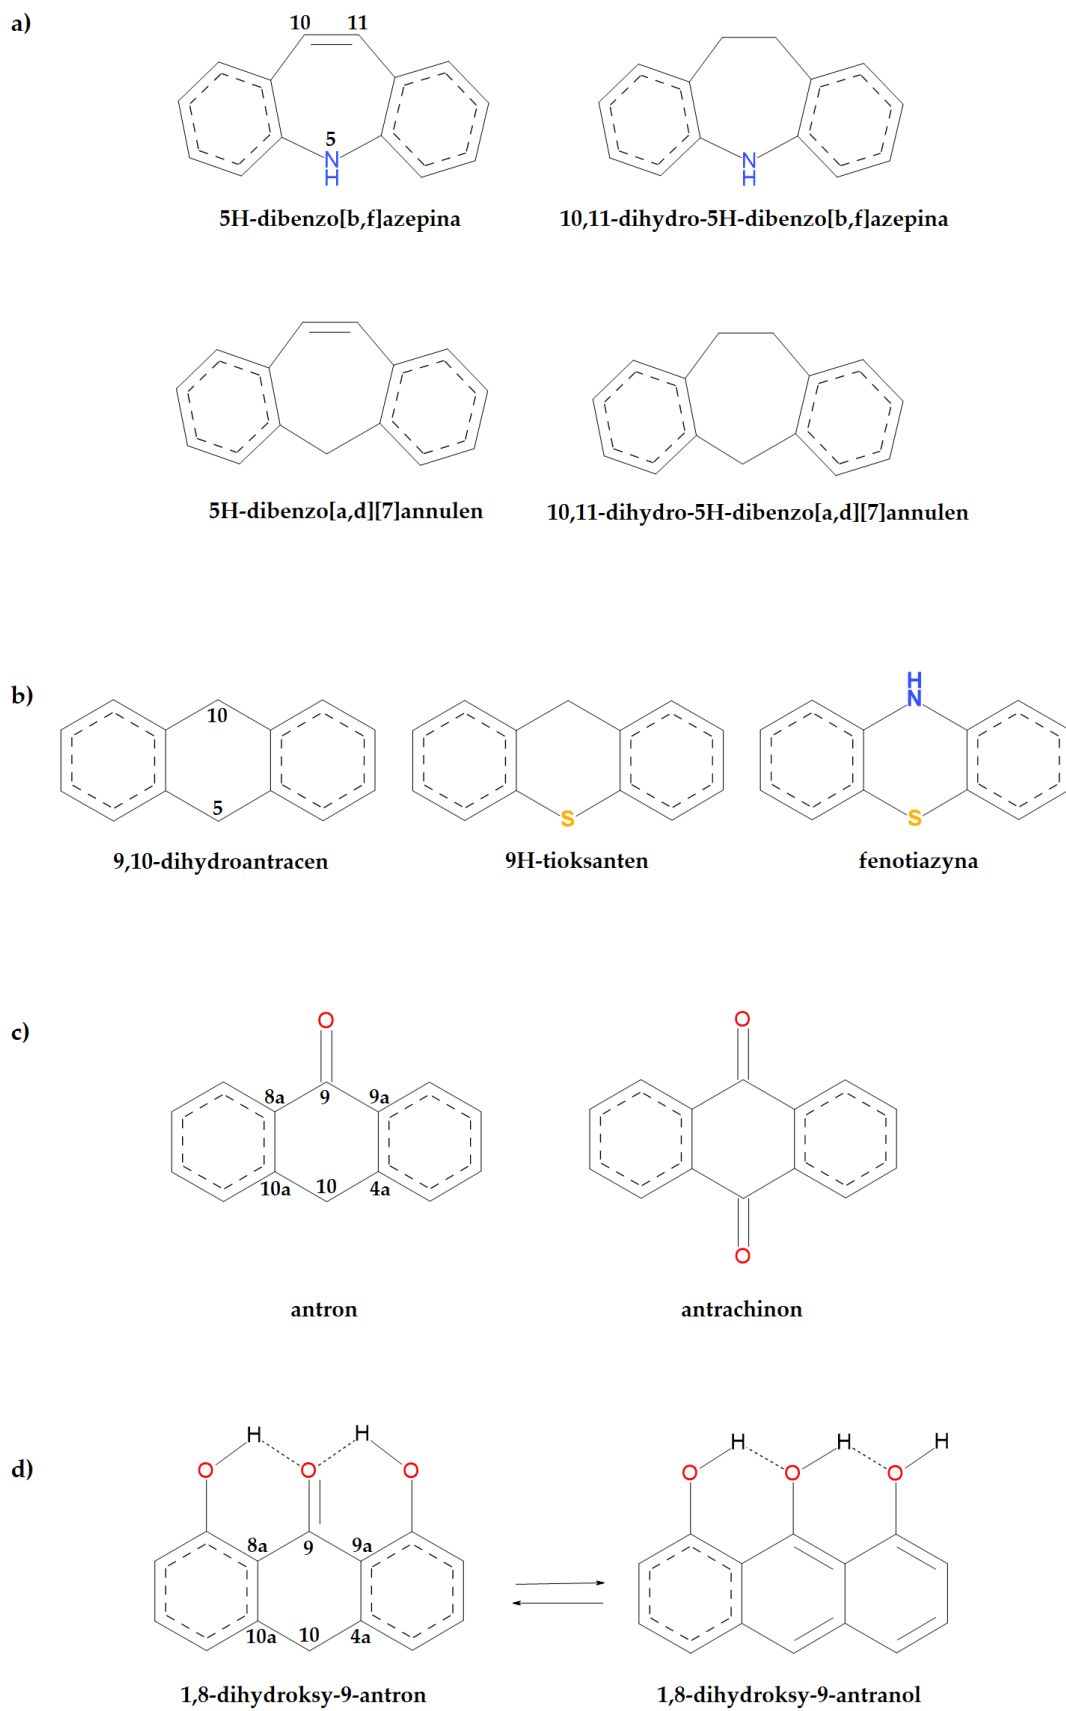 a)
10 11
5
N
H
N
H
5H-dibenzo[b,f]azepina
10,11-dihydro-5H-dibenzo[b,f]azepina
5H-dibenzo[a,d][7]annulen
10,11-dihydro-5H-dibenzo[a,d][7]annulen
b)
10
5
S
H
N
S
9,10-dihydroantracen
9H-tioksanten
fenotiazyna
c)
O
8a 9 9a
10a 10 4a
O
O
antron
antrachinon
d)
H H
O O O
8a 9 9a
10a 10 4a
H H H
O O O
1,8-dihydroksy-9-antron
1,8-dihydroksy-9-antranol